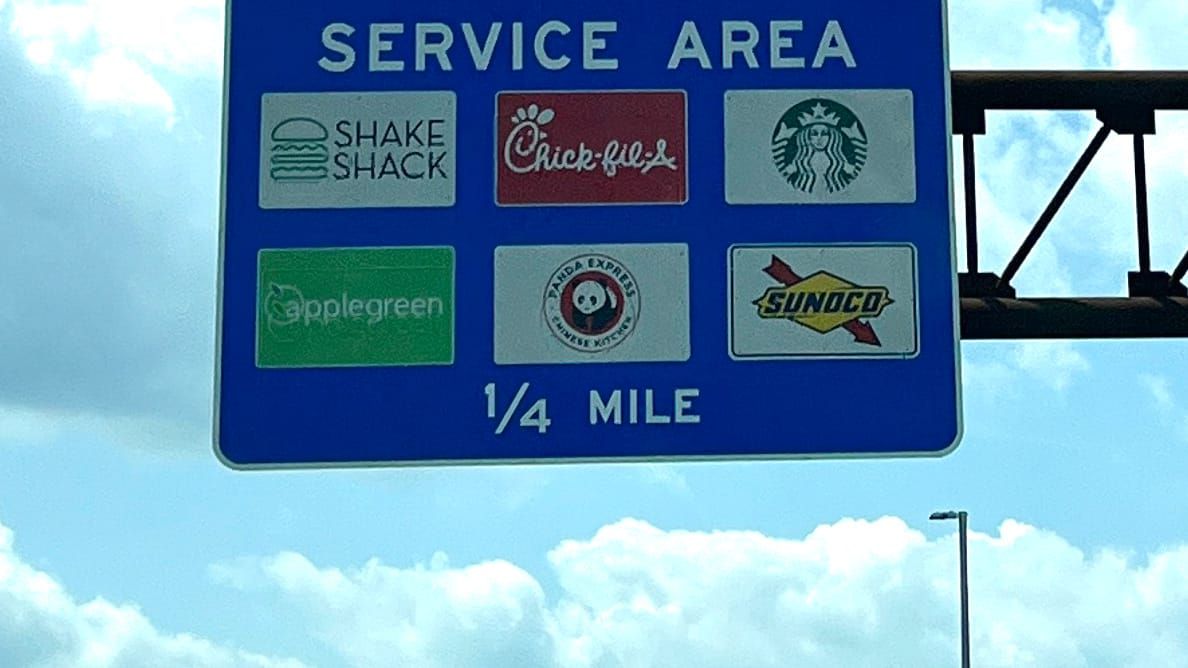 SERVICE AREA
SHAKE
SHACK
Chick-fil-A
applegreen
PANDA EXPRESS
CHINESE KITCHEN
SUNOCO
1/4 MILE